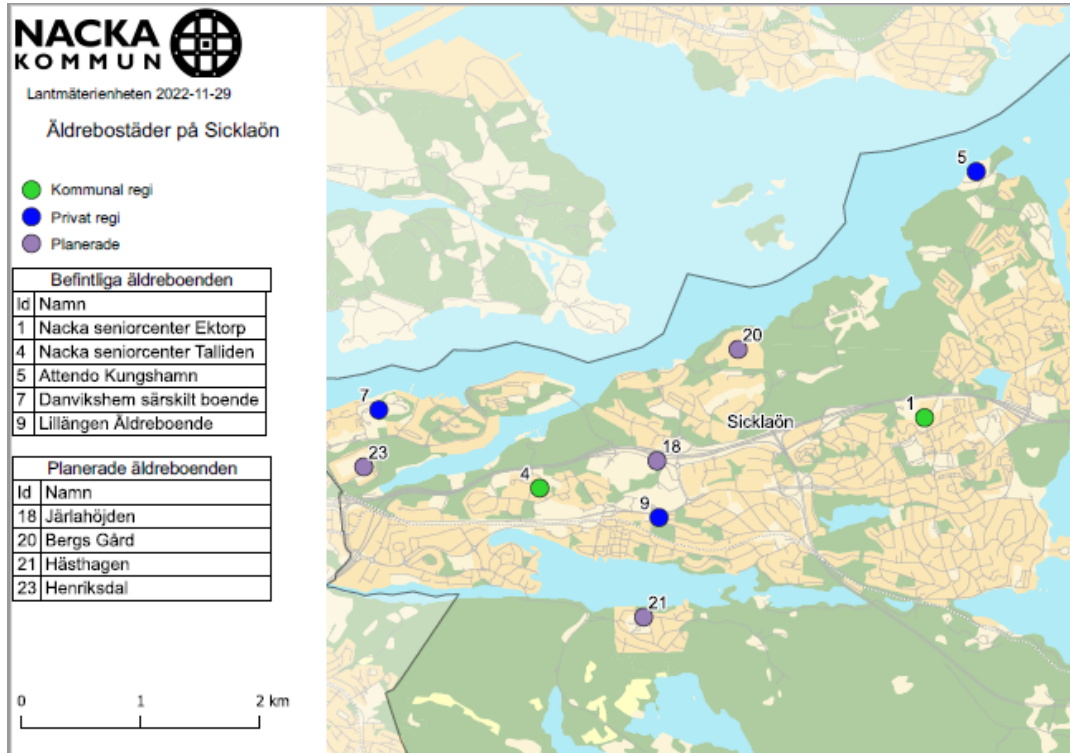 NACKA
KOMMUN
Lantmäterienheten 2022-11-29
Äldrebostäder på Sicklaön
Kommunal regi
Privat regi
Planerade
Befintliga äldreboenden
Id Namn
1 Nacka seniorcenter Ektorp
4 Nacka seniorcenter Talliden
5 Attendo Kungshamn
7 Danvikshem särskilt boende
9 Lillängen Äldreboende
Planerade äldreboenden
Id Namn
18 Järlahöjden
20 Bergs Gård
21 Hästhagen
23 Henriksdal
0 1 2 km
5
20
7
1
Sicklaön
23
18
4
9
21